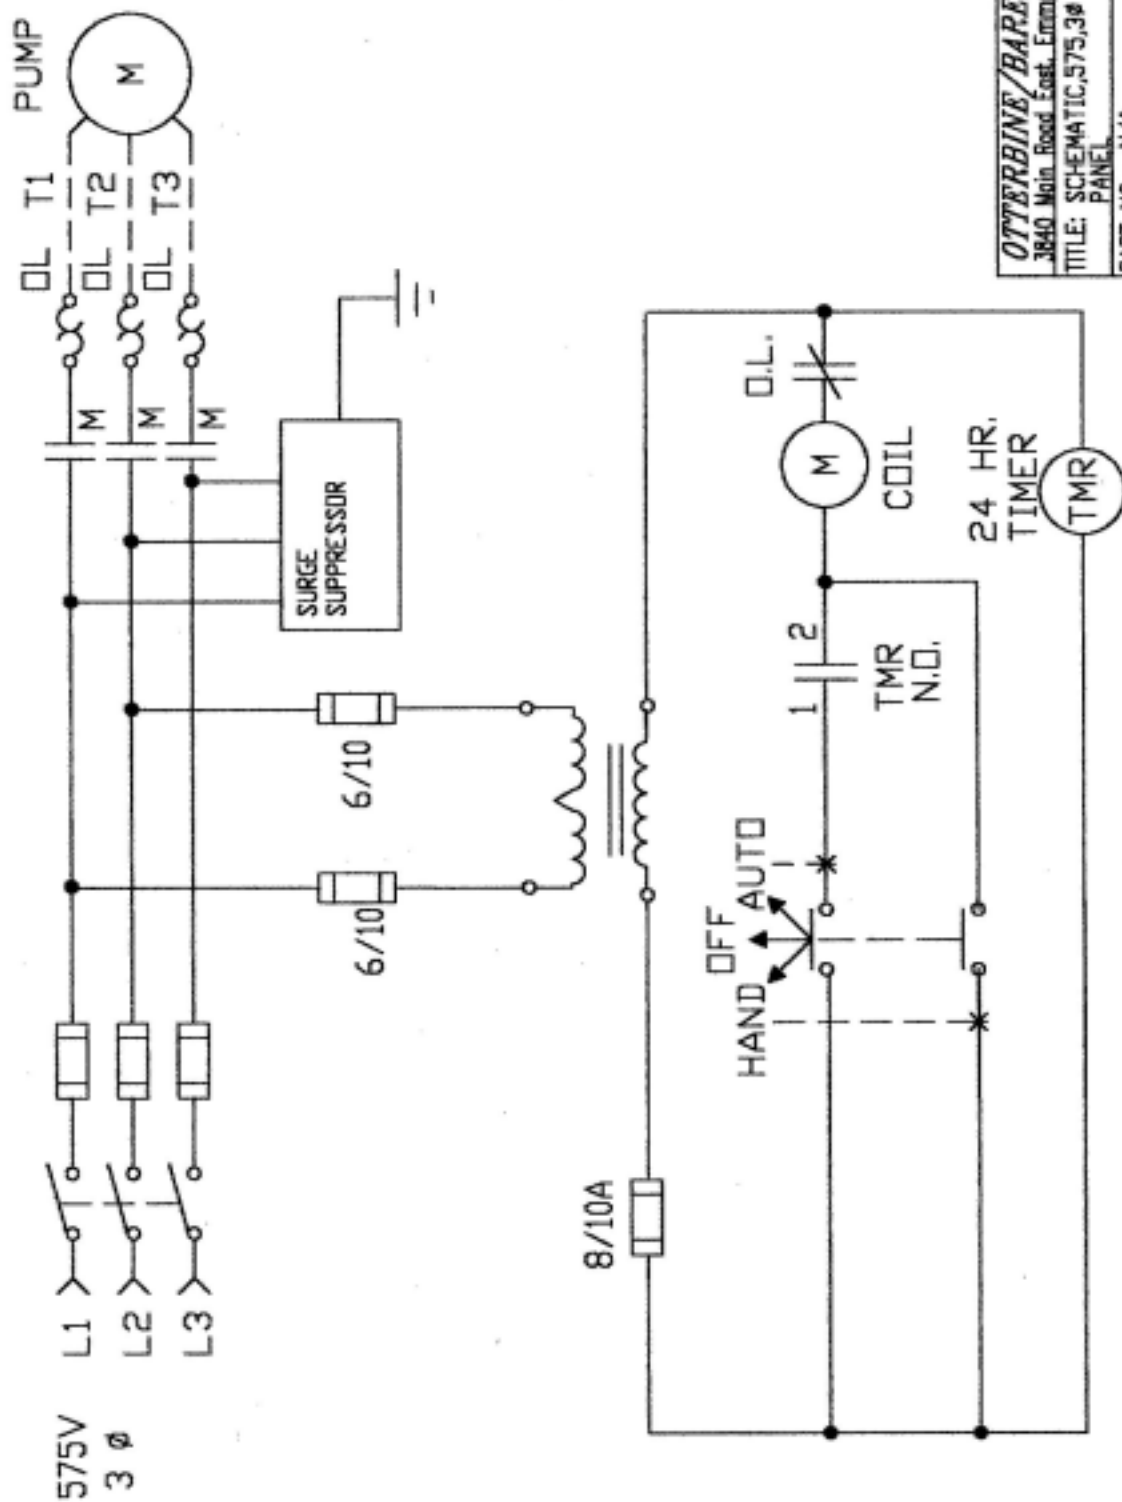 575V
3 Ø
L1
L2
L3
M
M
M
OL T1
OL T2
OL T3
PUMP
M
SURGE
SUPPRESSOR
6/10
6/10
8/10A
HAND
OFF
AUTO
1 2
TMR
N.O.
M
COIL
O.L.
24 HR.
TIMER
TMR
OTTERBINE/BARE
3840 Main Road East, Emm
TITLE: SCHEMATIC,575,3ø
PANEL